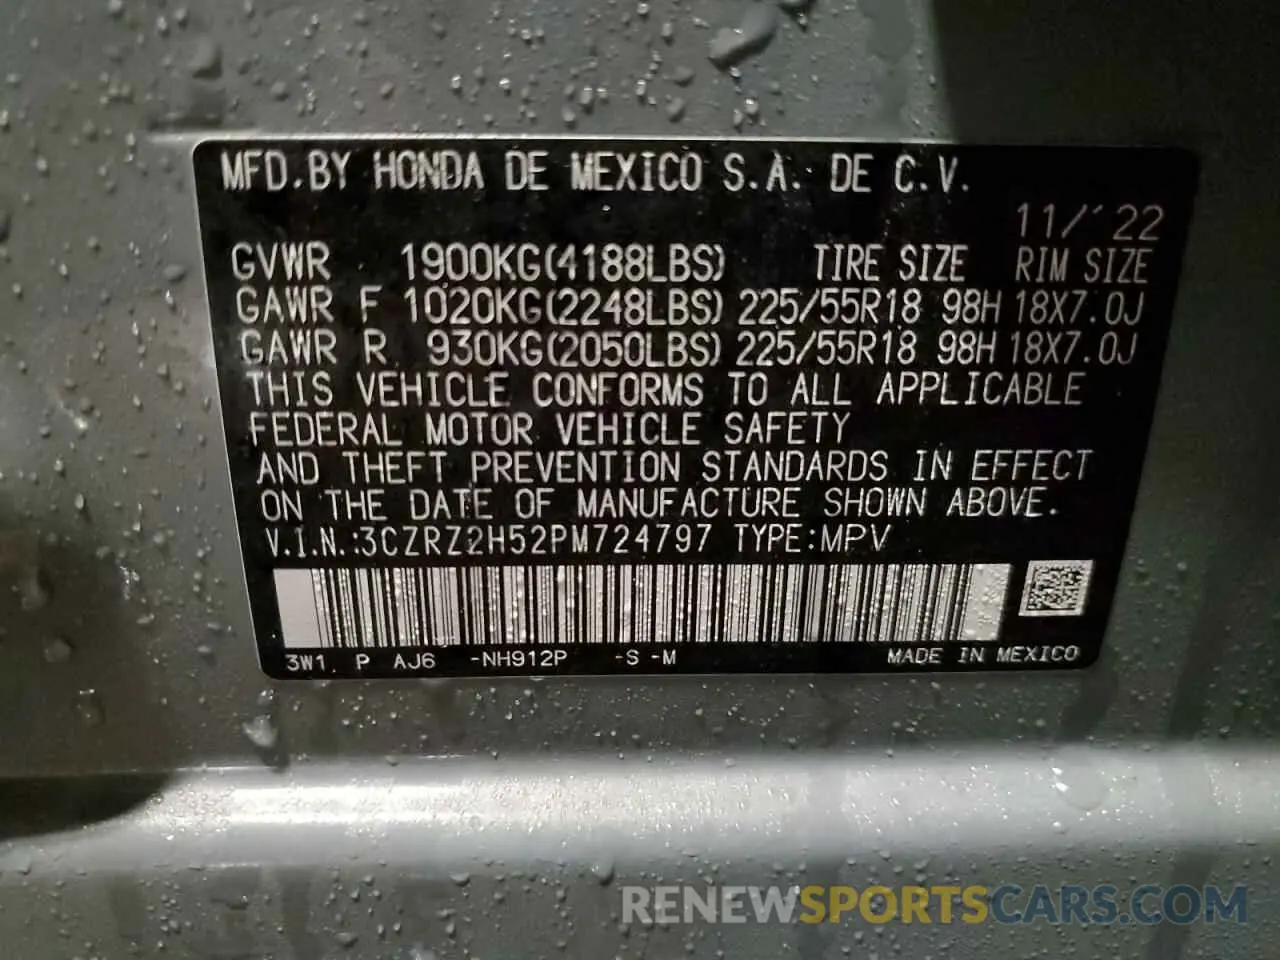 MFD.BY HONDA DE MEXICO S.A. DE C.V.
11/'22
GVWR 1900KG(4188LBS) TIRE SIZE RIM SIZE
GAWR F 1020KG(2248LBS) 225/55R18 98H 18X7.0J
GAWR R 930KG(2050LBS) 225/55R18 98H 18X7.0J
THIS VEHICLE CONFORMS TO ALL APPLICABLE
FEDERAL MOTOR VEHICLE SAFETY
AND THEFT PREVENTION STANDARDS IN EFFECT
ON THE DATE OF MANUFACTURE SHOWN ABOVE.
V.I.N.:3CZRZ2H52PM724797 TYPE:MPV
3W1 P AJ6 -NH912P -S -M MADE IN MEXICO
RENEWSPORTSCARS.COM